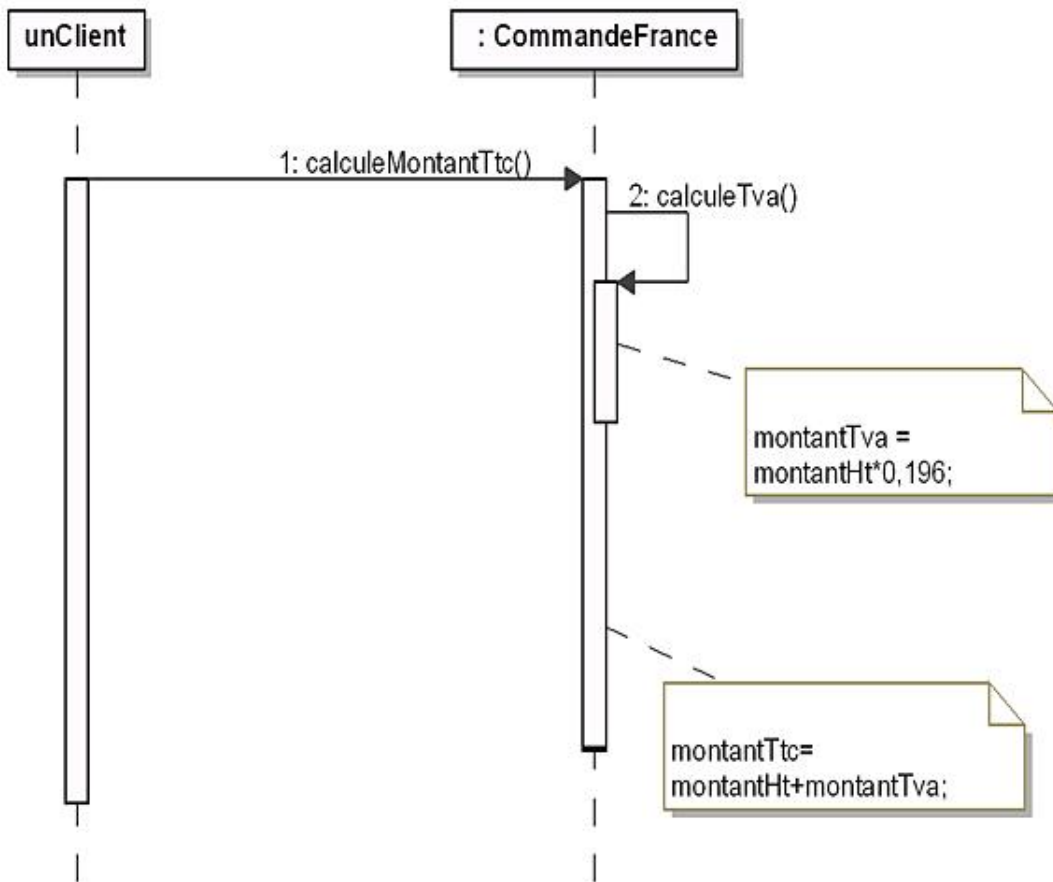 unClient
: CommandeFrance
1: calculeMontantTtc()
2: calculeTva()
montantTva =
montantHt*0,196;
montantTtc=
montantHt+montantTva;